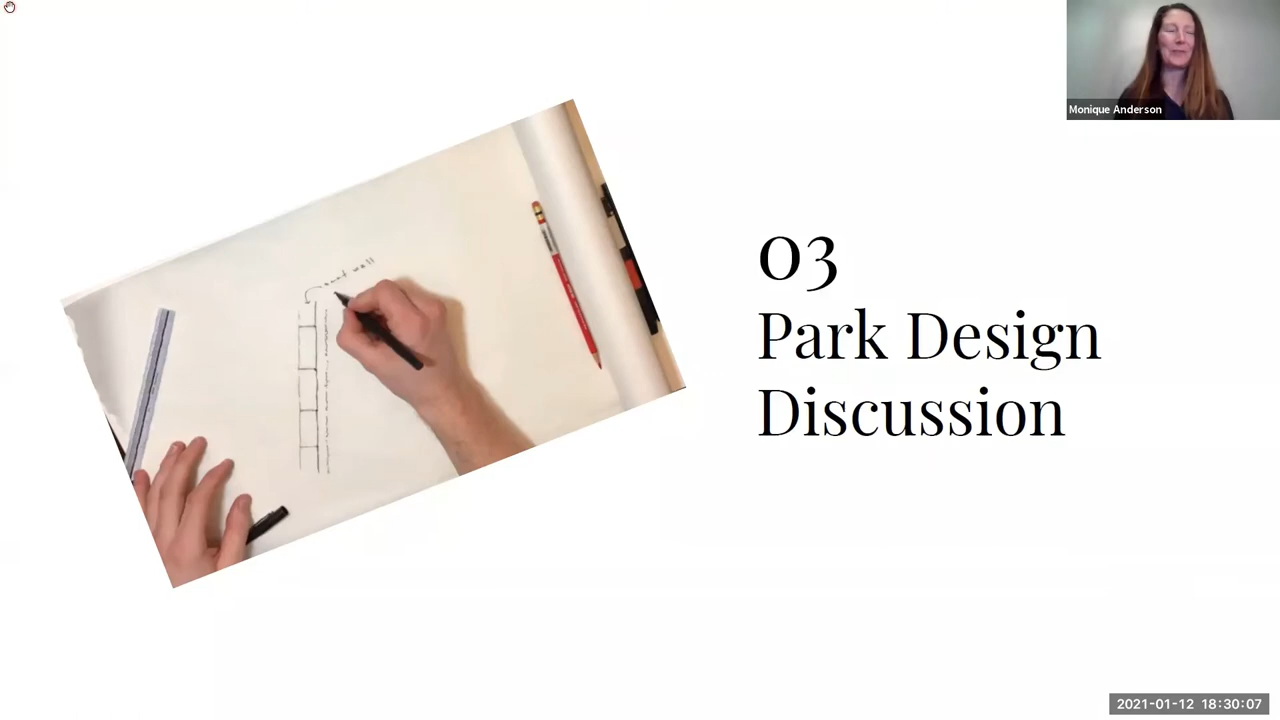 Monique Anderson
03
Park Design
Discussion
2021-01-12 18:30:07